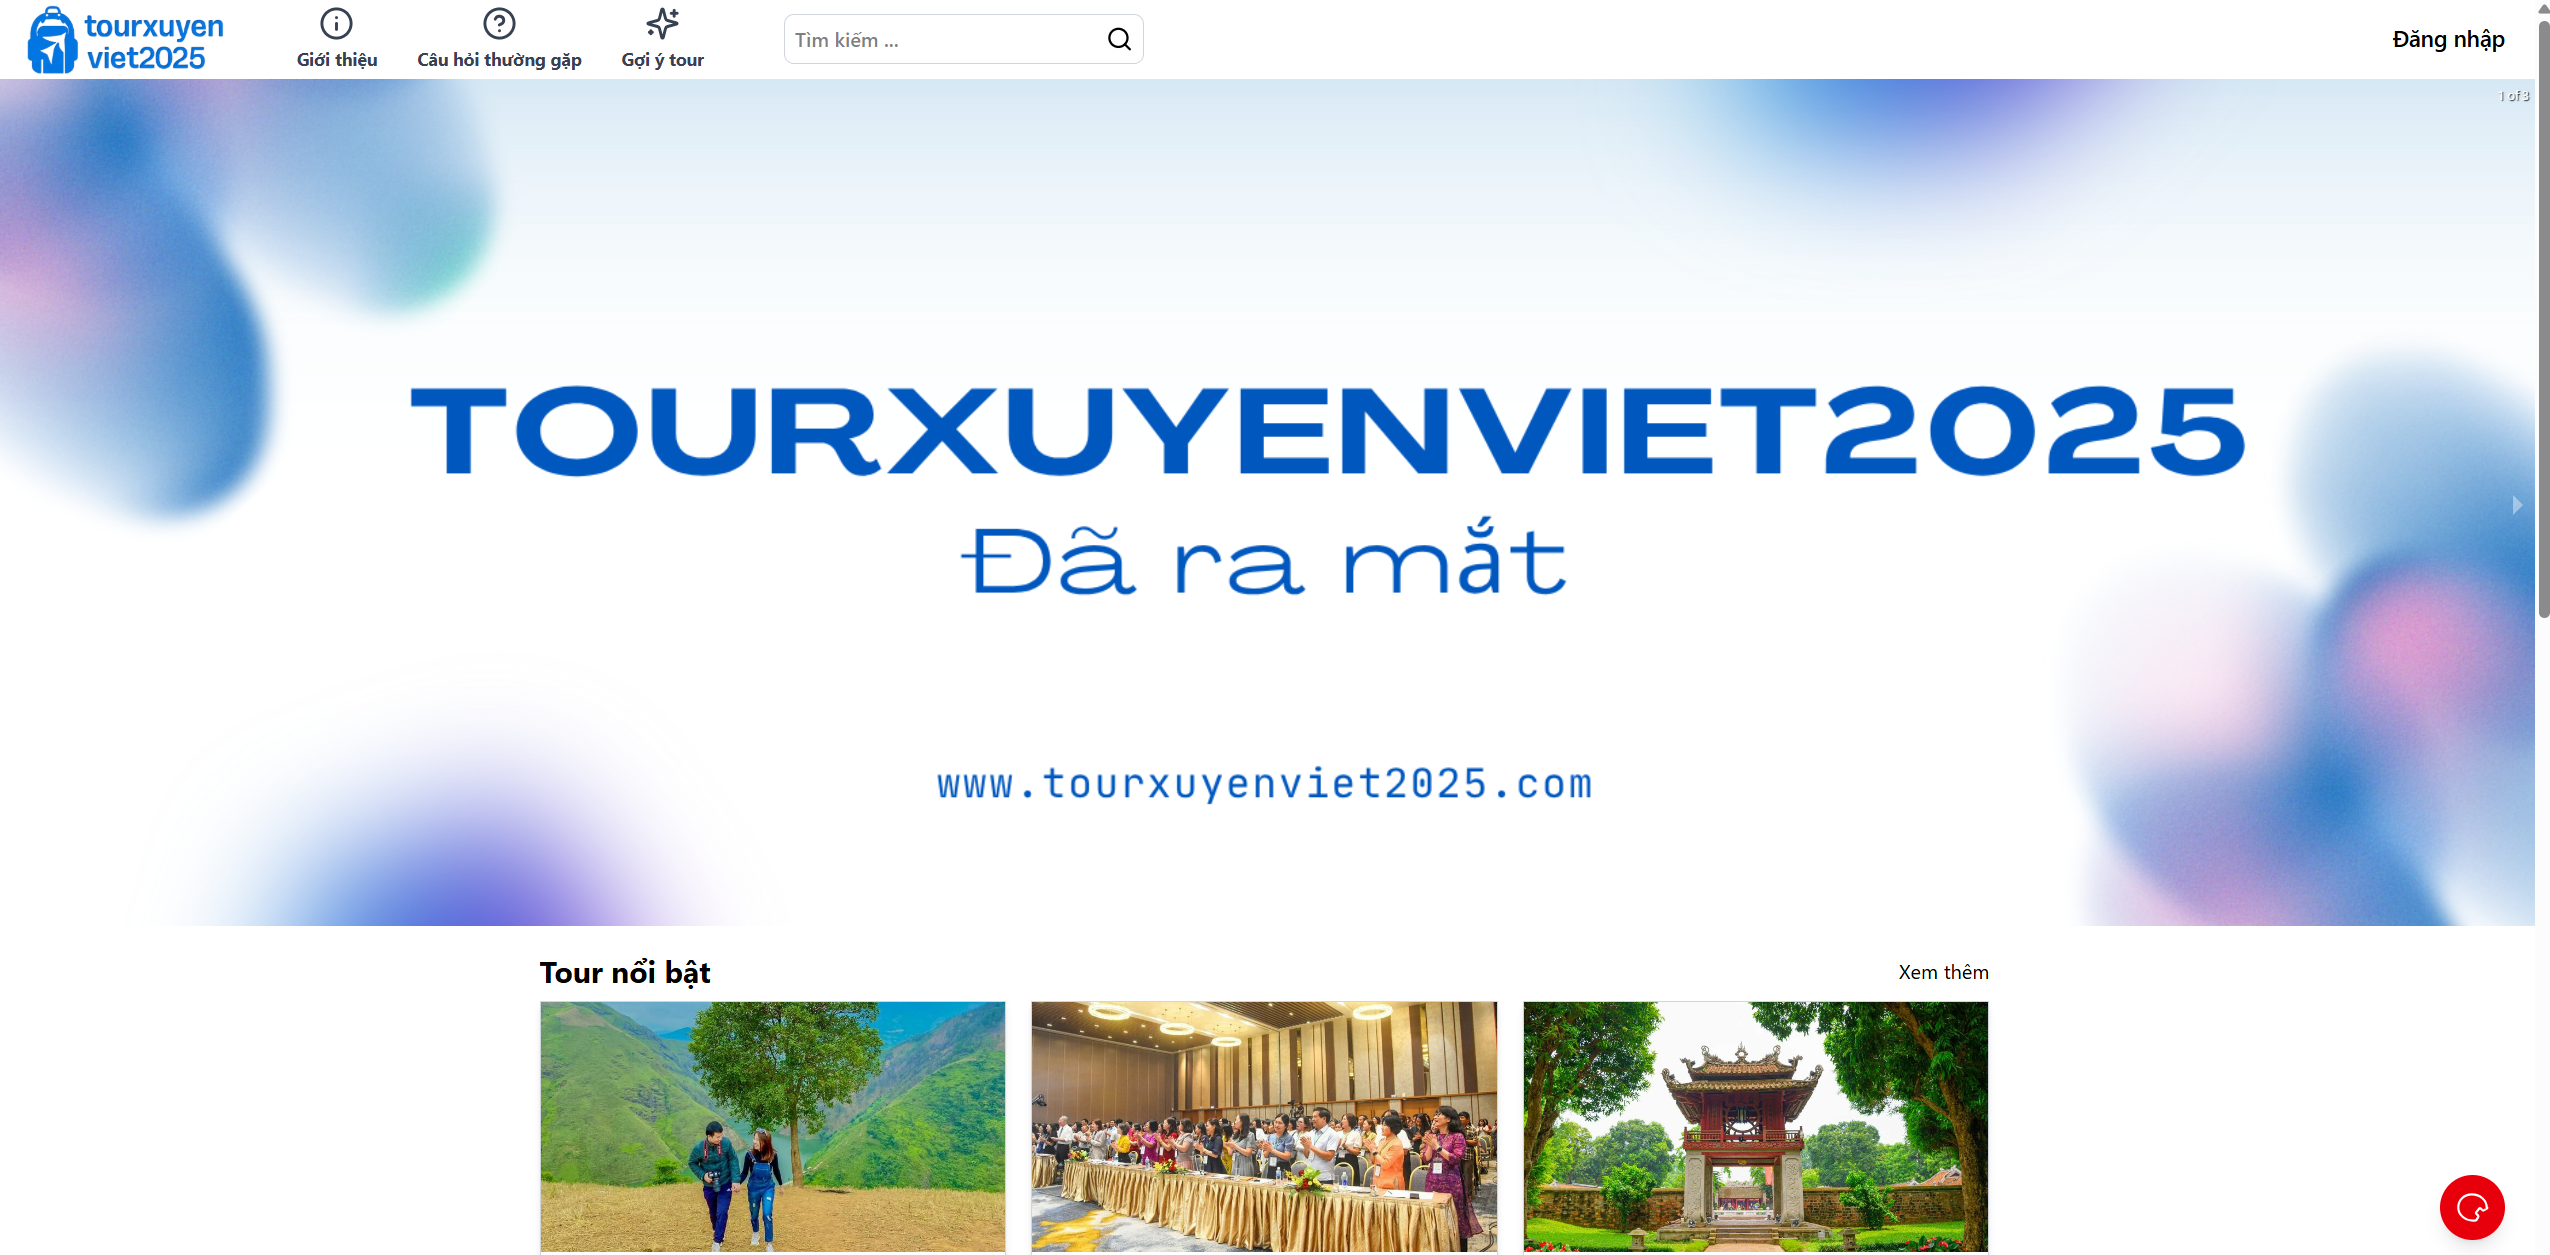 tourxuyen
viet2025
Giới thiệu
Câu hỏi thường gặp
Gợi ý tour
Tìm kiếm ...
Đăng nhập
1 of 3
TOURXUYENVIET2025
Đã ra mắt
www.tourxuyenviet2025.com
Tour nổi bật
Xem thêm